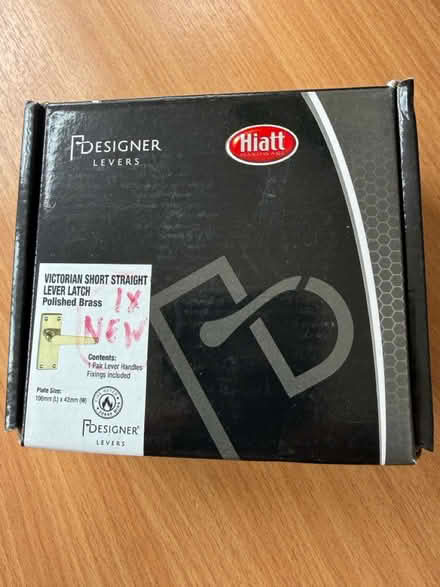 DESIGNER
LEVERS
Hiatt
HARDWARE
VICTORIAN SHORT STRAIGHT
LEVER LATCH
Polished Brass
1X
NEW
Contents:
1 Pair Lever Handles
Fixings included
Plate Size:
106mm (L) x 42mm (W)
DESIGNER®
LEVERS